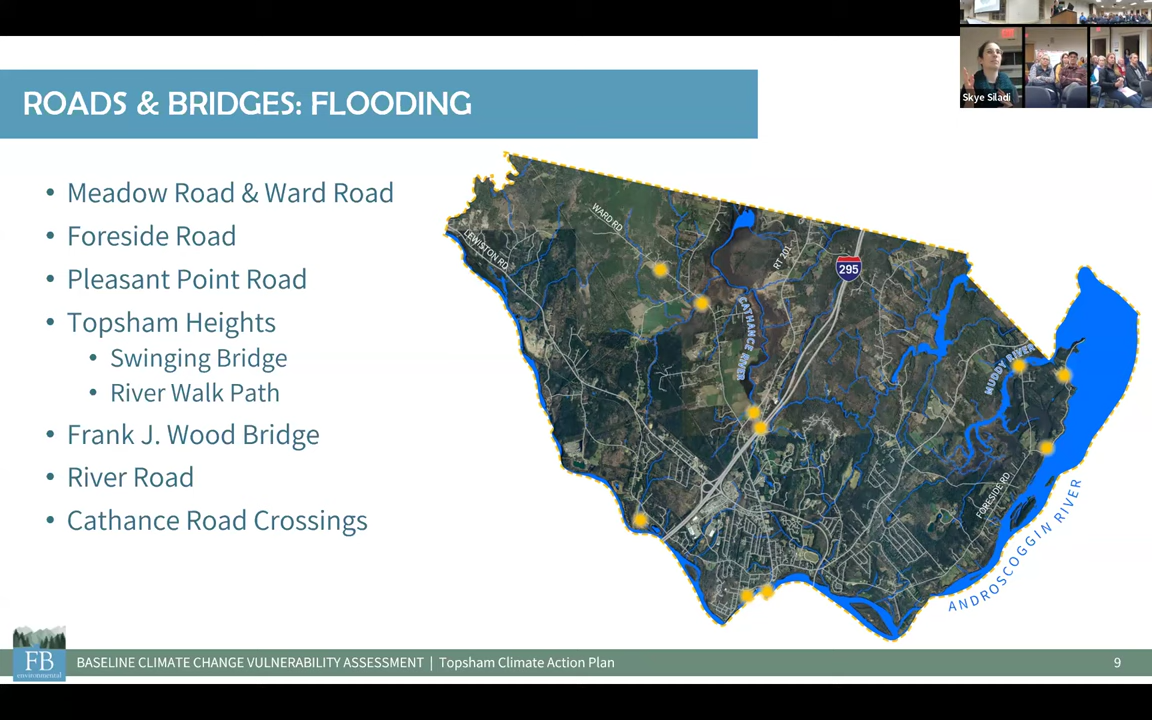 Skye Siladi
ROADS & BRIDGES: FLOODING
• Meadow Road & Ward Road
• Foreside Road
• Pleasant Point Road
• Topsham Heights
• Swinging Bridge
• River Walk Path
• Frank J. Wood Bridge
• River Road
• Cathance Road Crossings
WARD RD
LEWISTON RD
RT 201
295
CATHANCE RIVER
MUDDY RIVER
FORESIDE RD
ANDROSCOGGIN RIVER
FB
environmental
BASELINE CLIMATE CHANGE VULNERABILITY ASSESSMENT | Topsham Climate Action Plan
9